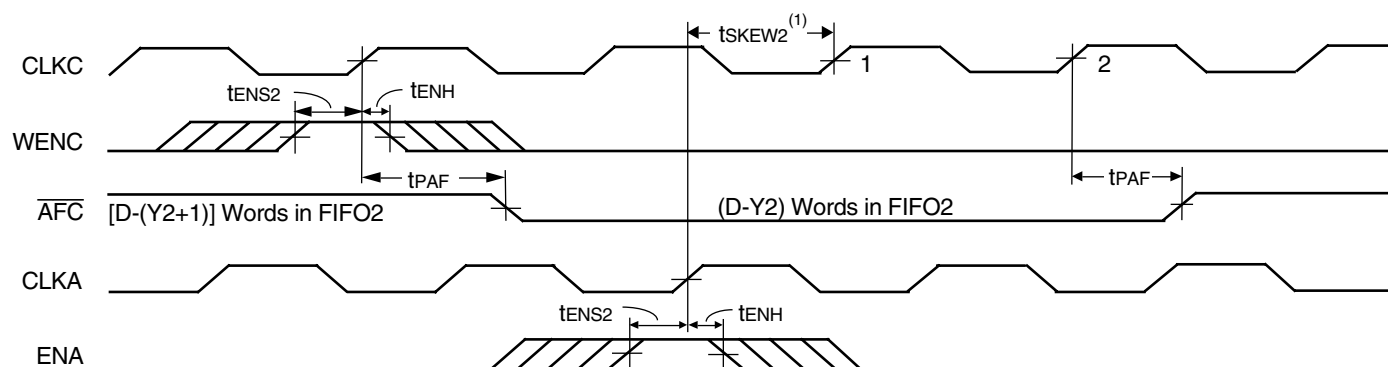 tSKEW2(1)
CLKC
1
2
tENS2
tENH
WENC
tPAF
tPAF
AFC
[D-(Y2+1)] Words in FIFO2
(D-Y2) Words in FIFO2
CLKA
tENS2
tENH
ENA